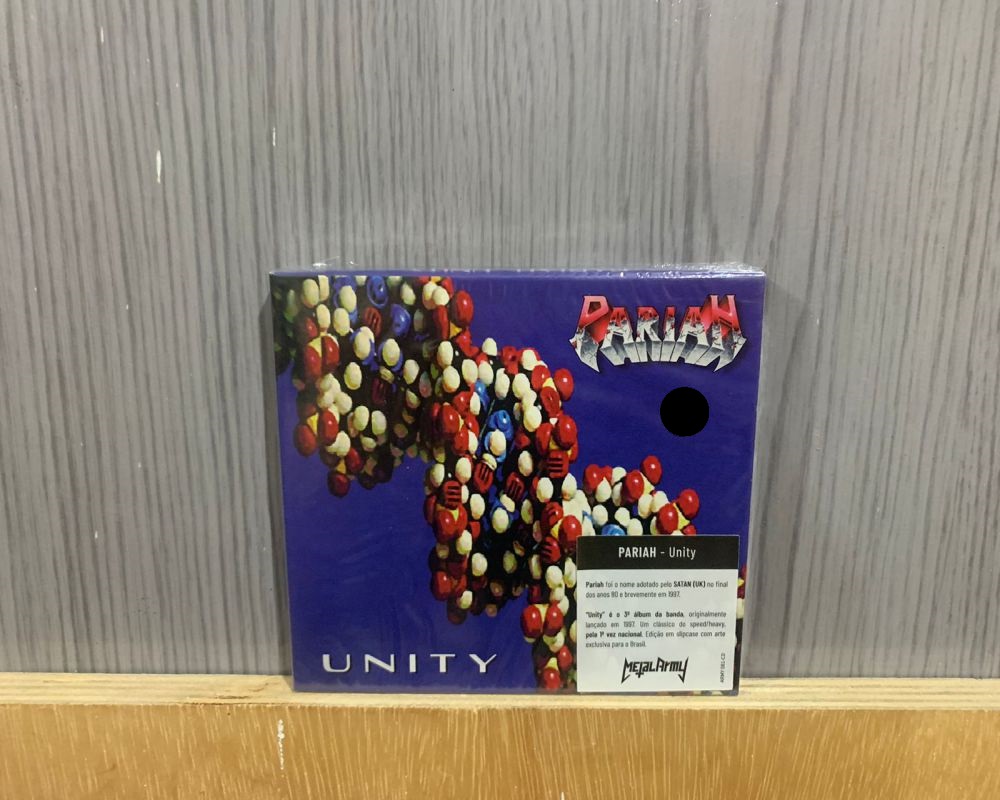 PARIAH
PARIAH - Unity
Pariah foi o nome adotado pelo SATAN (UK) no final
dos anos 80 e brevemente em 1997.
"Unity" é o 3º álbum da banda, originalmente
lançado em 1997. Um clássico do speed/heavy,
pela 1ª vez nacional. Edição em slipcase com arte
exclusiva para o Brasil.
MetalArmy
ARMY081-CD
UNITY